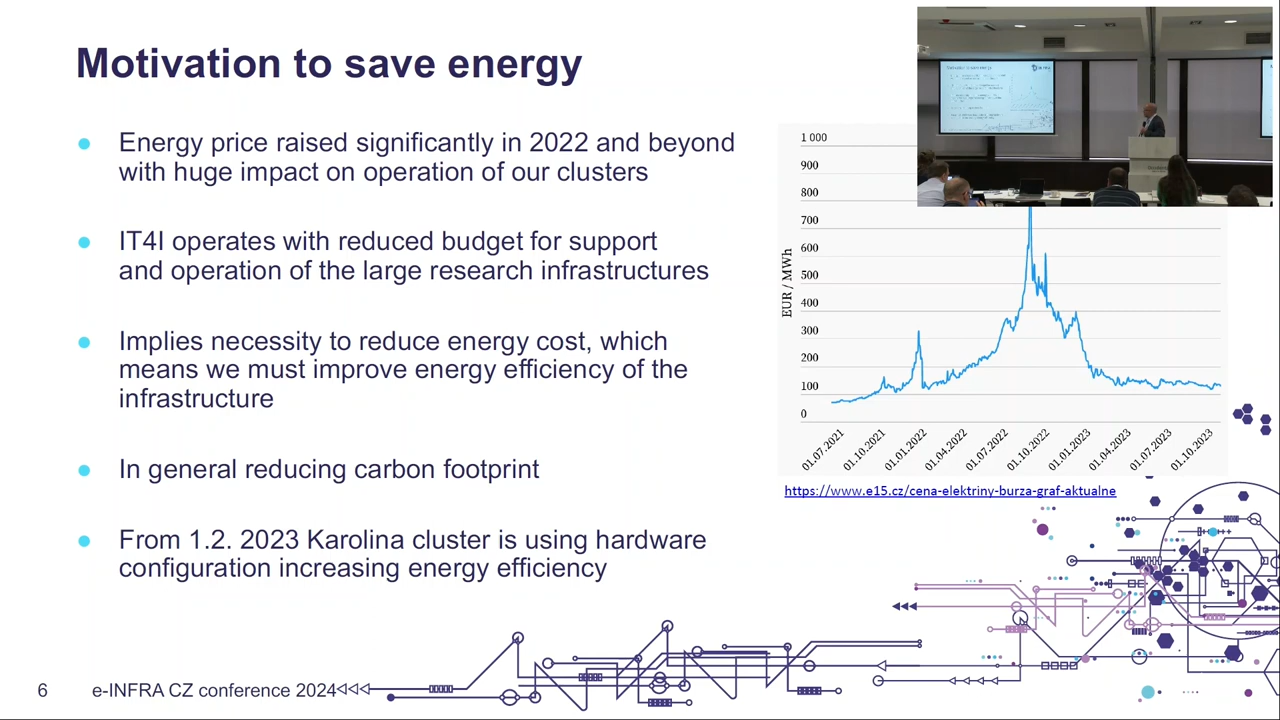 Motivation to save energy
Energy price raised significantly in 2022 and beyond
with huge impact on operation of our clusters
IT4I operates with reduced budget for support
and operation of the large research infrastructures
Implies necessity to reduce energy cost, which
means we must improve energy efficiency of the
infrastructure
In general reducing carbon footprint
From 1.2. 2023 Karolina cluster is using hardware
configuration increasing energy efficiency
EUR / MWh
1 000
900
800
700
600
500
400
300
200
100
0
01.07.2021
01.10.2021
01.01.2022
01.04.2022
01.07.2022
01.10.2022
01.01.2023
01.04.2023
01.07.2023
01.10.2023
https://www.e15.cz/cena-elektriny-burza-graf-aktualne
6
e-INFRA CZ conference 2024
Motivation to save energy